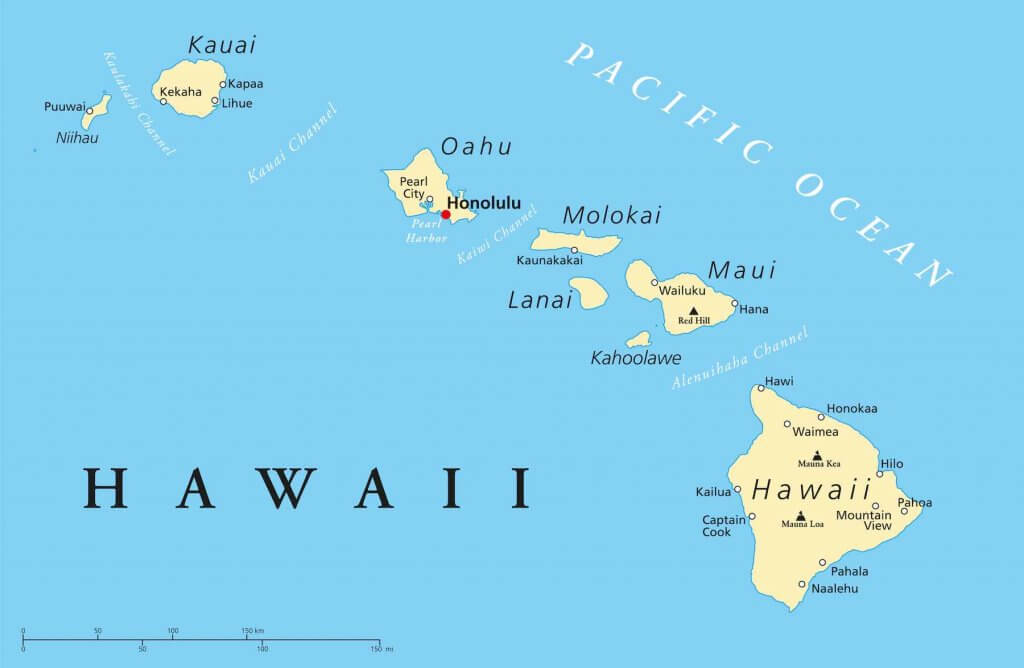 Kauai
Kaulakahi Channel
Kapaa
Kekaha
Lihue
Puuwai
Niihau
Kauai Channel
PACIFIC OCEAN
Oahu
Pearl
City
Honolulu
Pearl
Harbor
Kaiwi Channel
Molokai
Kaunakakai
Maui
Lanai
Wailuku
Hana
Red Hill
Kahoolawe
Alenuihaha Channel
Hawi
Honokaa
Waimea
Mauna Kea
Hilo
Kailua
Hawaii
Pahoa
Captain
Cook
Mauna Loa
Mountain
View
HAWAII
Pahala
Naalehu
0 50 100 150 km
0 50 100 150 mi